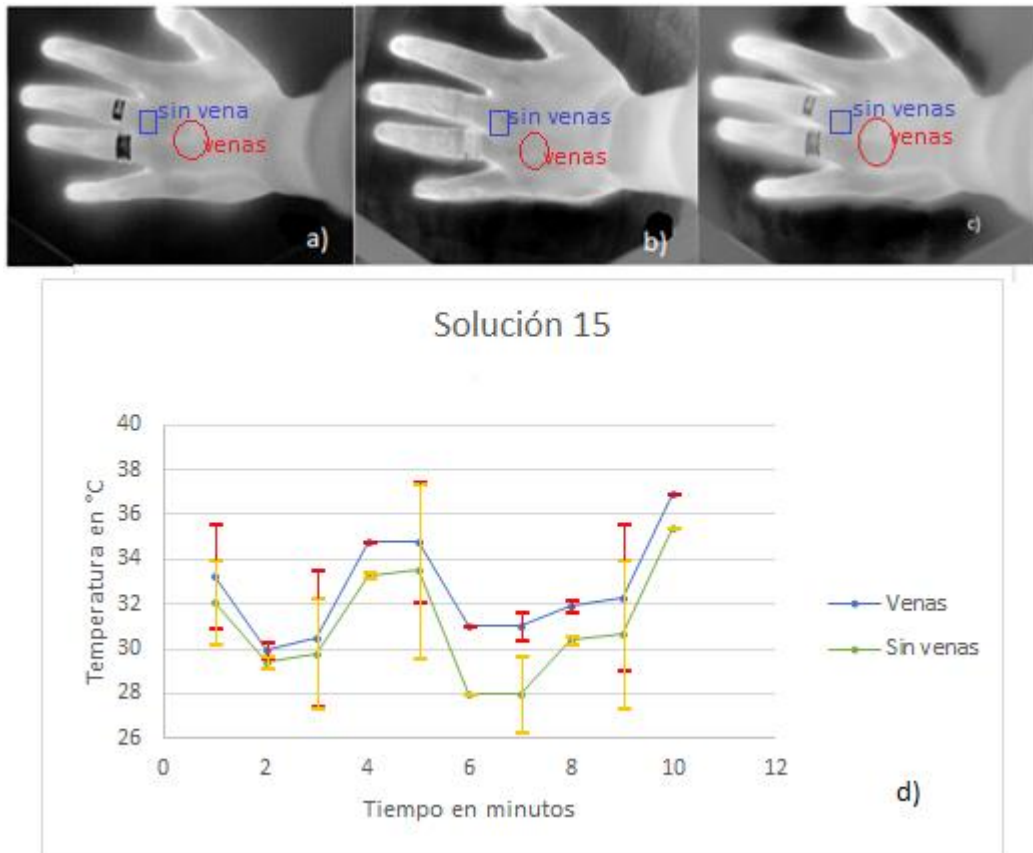 sin vena
venas
a)
sin venas
venas
b)
sin venas
venas
c)
Solución 15
40
38
36
34
32
30
28
26
Temperatura en °C
0 2 4 6 8 10 12
Tiempo en minutos
Venas
Sin venas
d)